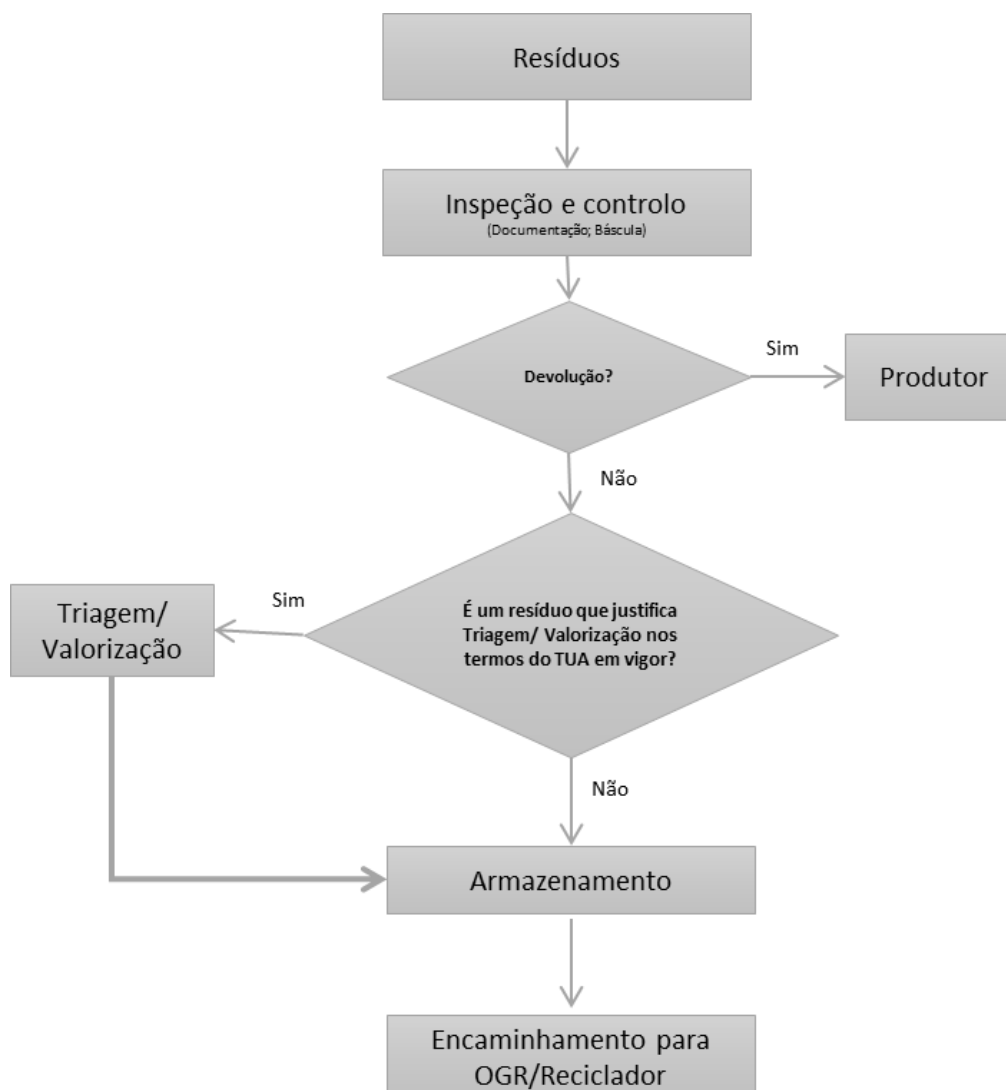 Resíduos
Inspeção e controlo
(Documentação; Báscula)
Devolução?
Sim
Produtor
Não
Triagem/
Valorização
Sim
É um resíduo que justifica
Triagem/ Valorização nos
termos do TUA em vigor?
Não
Armazenamento
Encaminhamento para
OGR/Reciclador